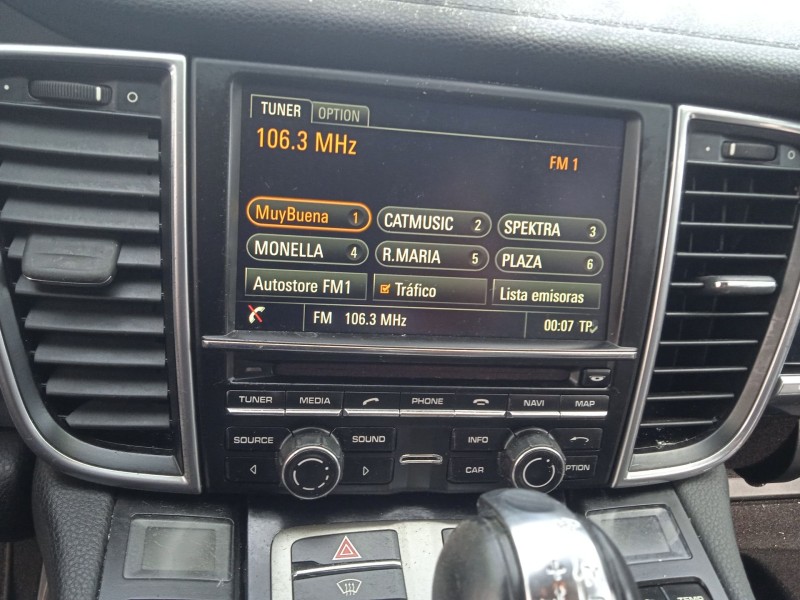 TUNER OPTION
106.3 MHz
FM 1
MuyBuena 1 CATMUSIC 2 SPEKTRA 3
MONELLA 4 R.MARIA 5 PLAZA 6
Autostore FM1 Tráfico Lista emisoras
FM 106.3 MHz 00:07 TP
TUNER MEDIA PHONE NAVI MAP
SOURCE SOUND INFO
CAR OPTION
TEMP